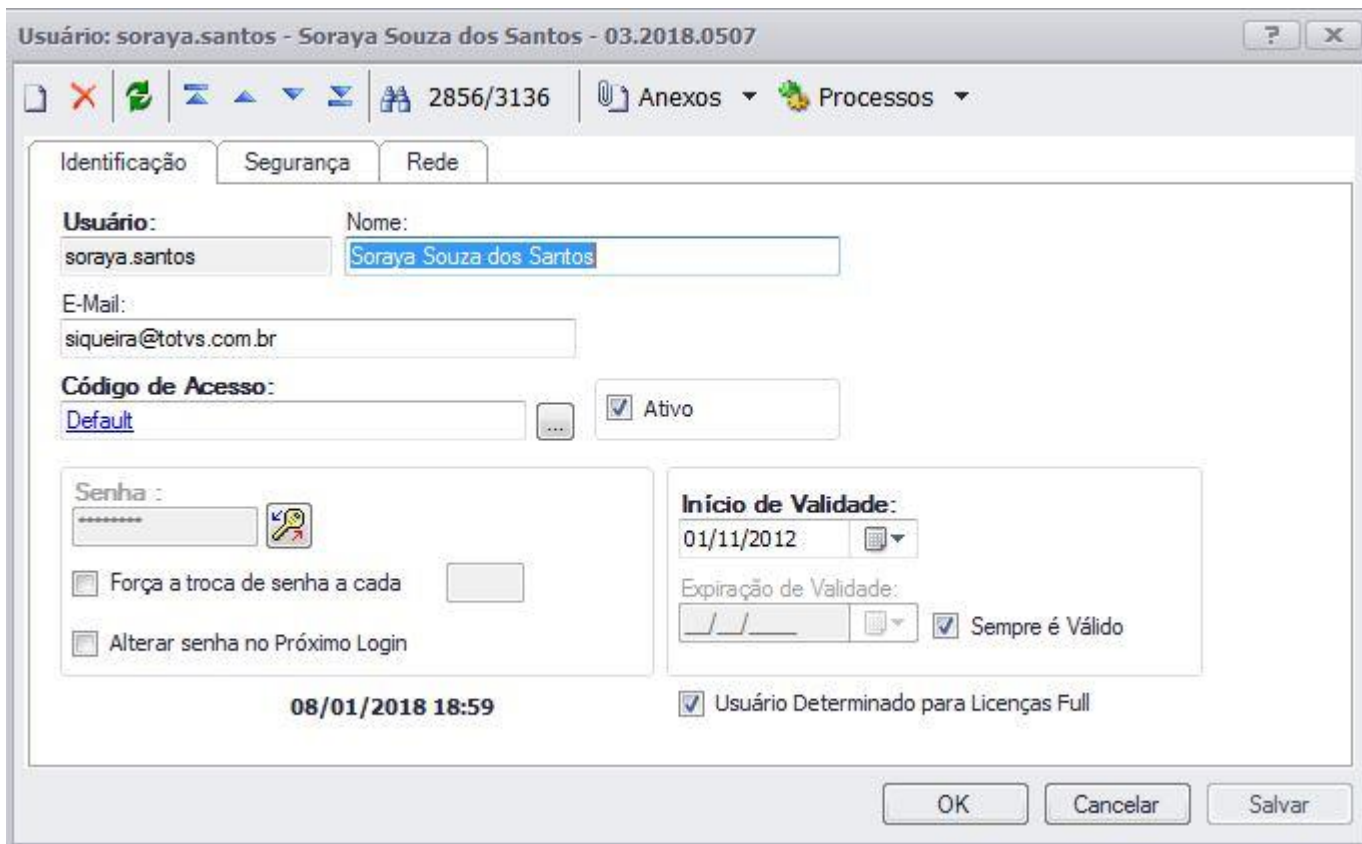 Usuário: soraya.santos - Soraya Souza dos Santos - 03.2018.0507
2856/3136 Anexos Processos
Identificação Segurança Rede
Usuário: Nome:
soraya.santos Soraya Souza dos Santos
E-Mail:
siqueira@totvs.com.br
Código de Acesso:
Default ... Ativo
Senha :
********
Início de Validade:
01/11/2012
Força a troca de senha a cada
Expiração de Validade:
__/__/____ Sempre é Válido
Alterar senha no Próximo Login
08/01/2018 18:59 Usuário Determinado para Licenças Full
OK Cancelar Salvar